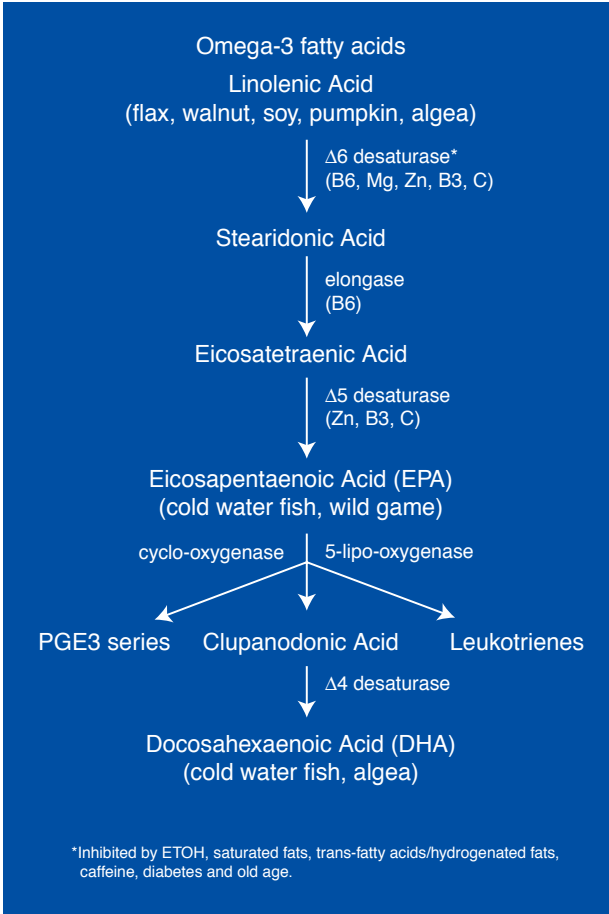 Omega-3 fatty acids
Linolenic Acid
(flax, walnut, soy, pumpkin, algea)
Δ6 desaturase*
(B6, Mg, Zn, B3, C)
Stearidonic Acid
elongase
(B6)
Eicosatetraenic Acid
Δ5 desaturase
(Zn, B3, C)
Eicosapentaenoic Acid (EPA)
(cold water fish, wild game)
cyclo-oxygenase 5-lipo-oxygenase
PGE3 series Clupanodonic Acid Leukotrienes
Δ4 desaturase
Docosahexaenoic Acid (DHA)
(cold water fish, algea)
*Inhibited by ETOH, saturated fats, trans-fatty acids/hydrogenated fats,
caffeine, diabetes and old age.